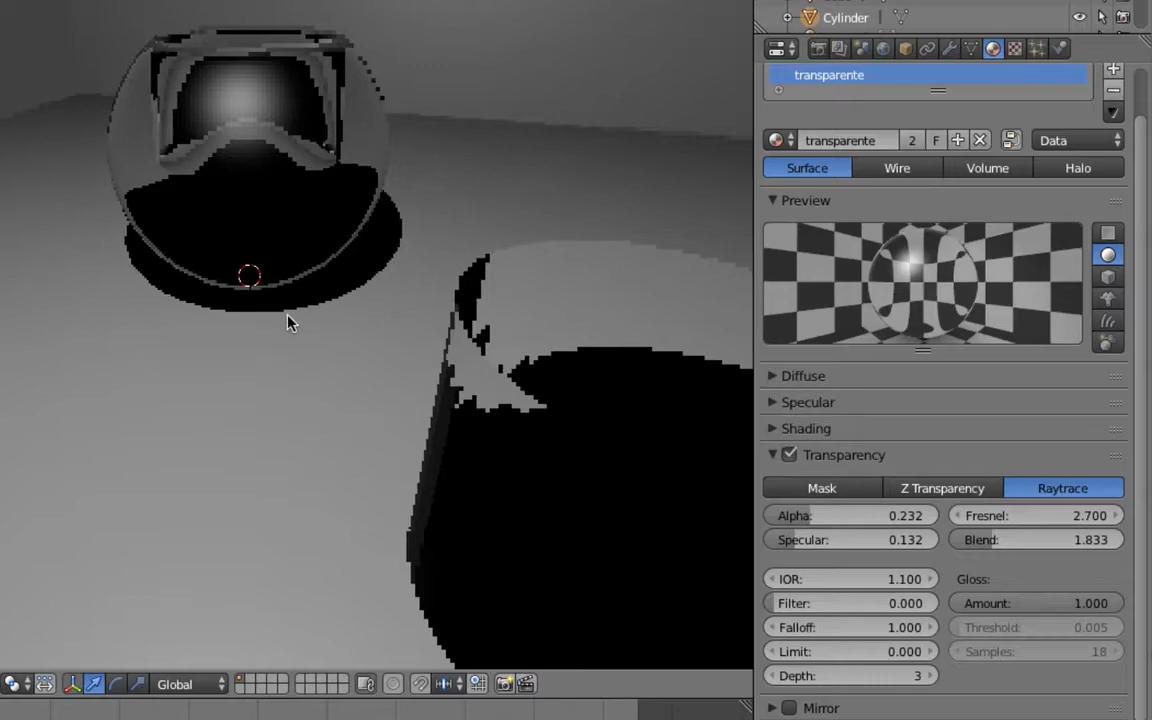 Cylinder
transparente
transparente 2 F Data
Surface Wire Volume Halo
Preview
Diffuse
Specular
Shading
Transparency
Mask Z Transparency Raytrace
Alpha: 0.232 Fresnel: 2.700
Specular: 0.132 Blend: 1.833
IOR: 1.100 Gloss:
Filter: 0.000 Amount: 1.000
Falloff: 1.000 Threshold: 0.005
Limit: 0.000 Samples: 18
Depth: 3
Global
Mirror